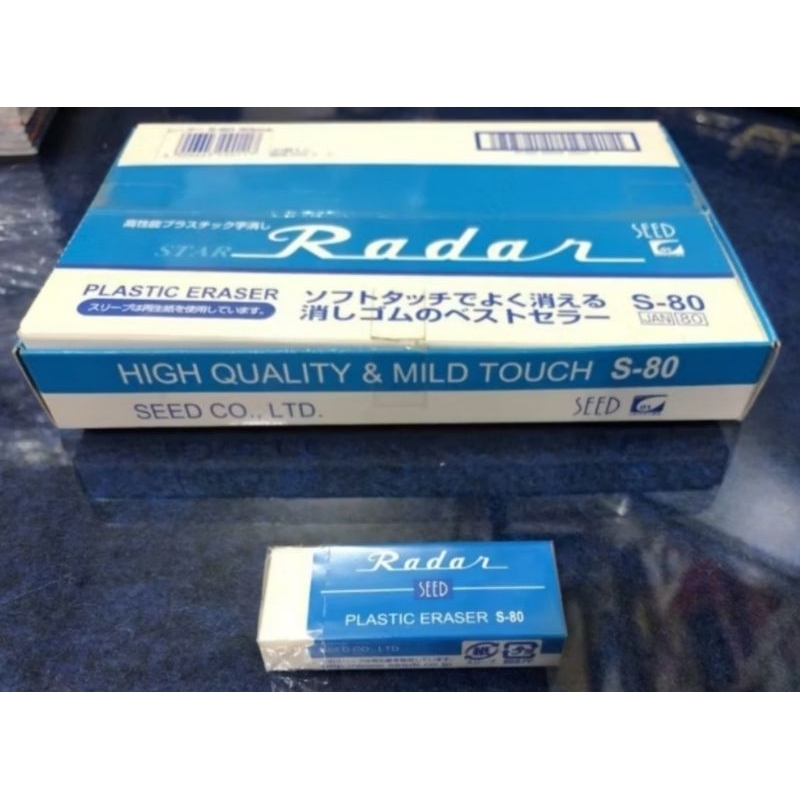 高性能プラスチック字消し
STAR Radar SEED
PLASTIC ERASER
スリーブは再生紙を使用しています。
ソフトタッチでよく消える
消しゴムのベストセラー
S-80
JAN 80
HIGH QUALITY & MILD TOUCH S-80
SEED CO., LTD. SEED
Radar
SEED
PLASTIC ERASER S-80
SEED CO., LTD